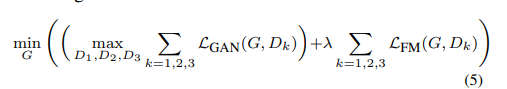 min_G ( ( max_{D_1,D_2,D_3} ∑_{k=1,2,3} ℒ_GAN(G, D_k) ) + λ ∑_{k=1,2,3} ℒ_FM(G, D_k) )
(5)